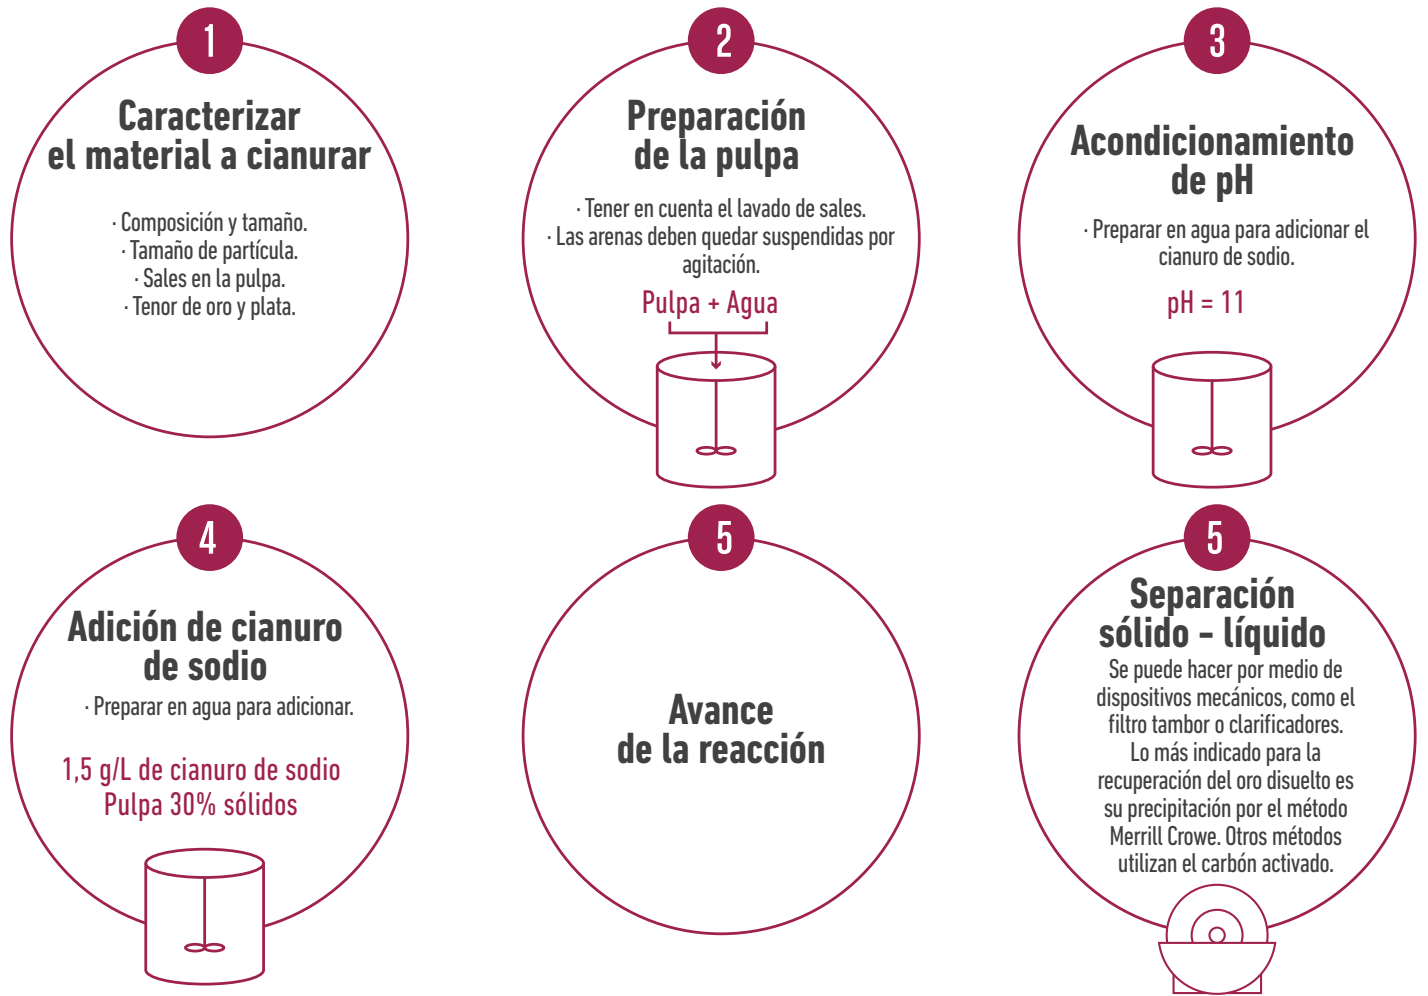 1
Caracterizar
el material a cianurar
· Composición y tamaño.
· Tamaño de partícula.
· Sales en la pulpa.
· Tenor de oro y plata.
2
Preparación
de la pulpa
· Tener en cuenta el lavado de sales.
· Las arenas deben quedar suspendidas por
agitación.
Pulpa + Agua
3
Acondicionamiento
de pH
· Preparar en agua para adicionar el
cianuro de sodio.
pH = 11
4
Adición de cianuro
de sodio
· Preparar en agua para adicionar.
1,5 g/L de cianuro de sodio
Pulpa 30% sólidos
5
Avance
de la reacción
5
Separación
sólido - líquido
Se puede hacer por medio de
dispositivos mecánicos, como el
filtro tambor o clarificadores.
Lo más indicado para la
recuperación del oro disuelto es
su precipitación por el método
Merrill Crowe. Otros métodos
utilizan el carbón activado.